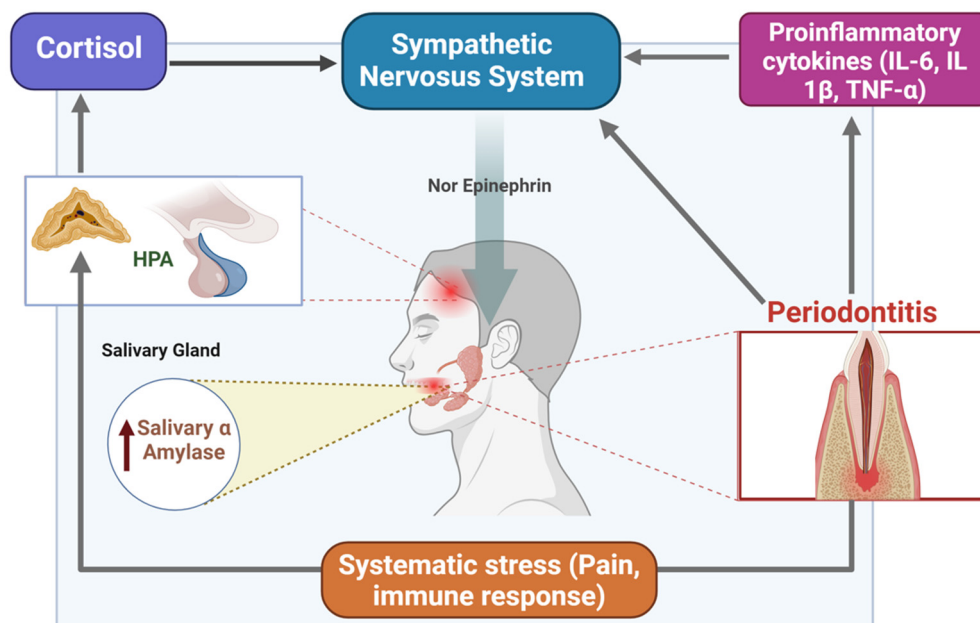 Cortisol
Sympathetic
Nervosus System
Proinflammatory
cytokines (IL-6, IL
1β, TNF-α)
Nor Epinephrin
HPA
Periodontitis
Salivary Gland
Salivary α
Amylase
Systematic stress (Pain,
immune response)